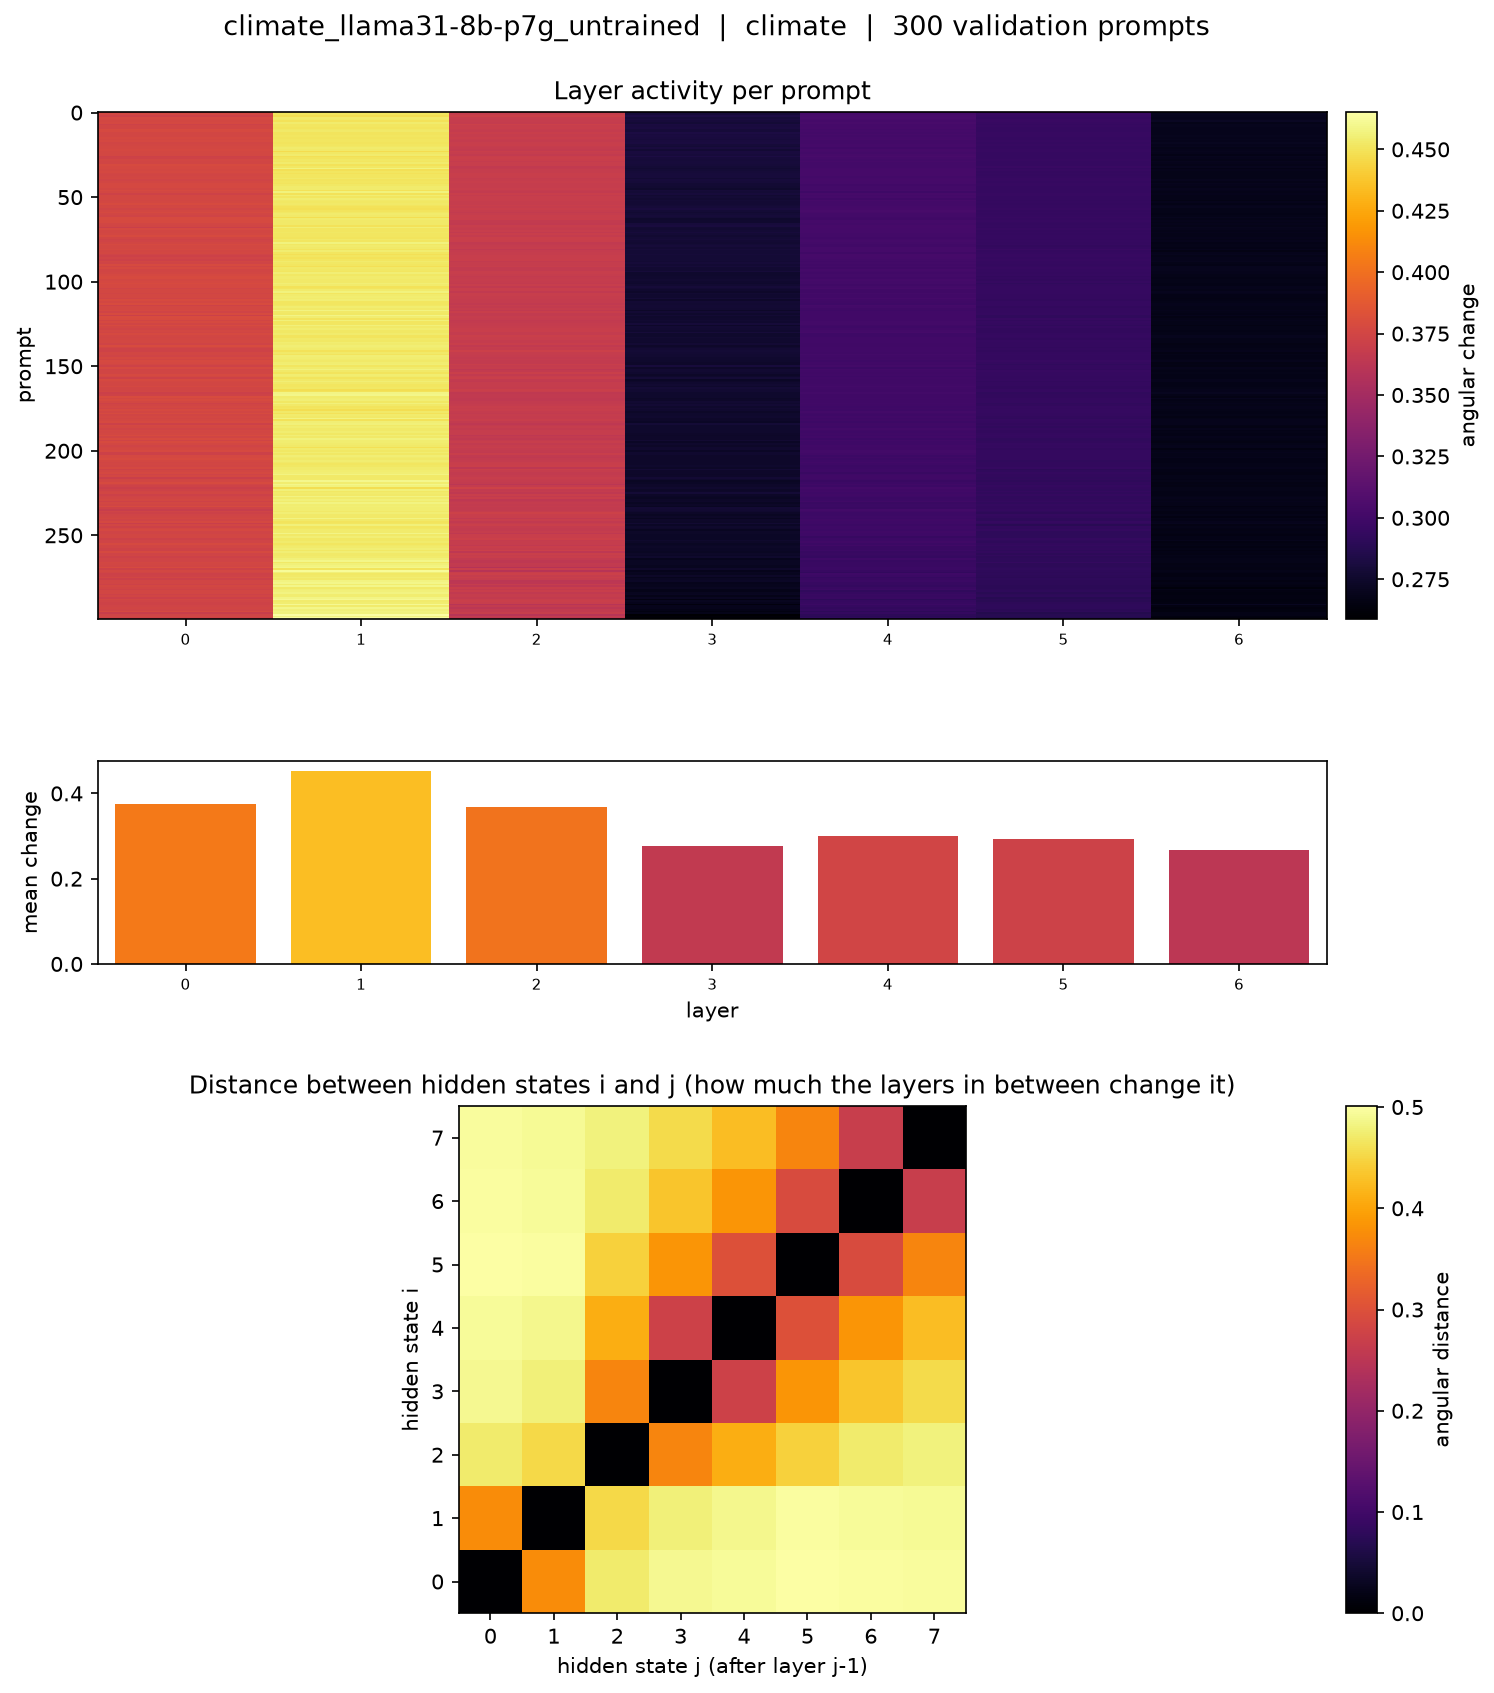 climate_llama31-8b-p7g_untrained | climate | 300 validation prompts
Layer activity per prompt
prompt
0
50
100
150
200
250
0 1 2 3 4 5 6
0.450
0.425
0.400
0.375
0.350
0.325
0.300
0.275
angular change
mean change
0.4
0.2
0.0
0 1 2 3 4 5 6
layer
Distance between hidden states i and j (how much the layers in between change it)
hidden state i
7
6
5
4
3
2
1
0
0 1 2 3 4 5 6 7
hidden state j (after layer j-1)
0.5
0.4
0.3
0.2
0.1
0.0
angular distance